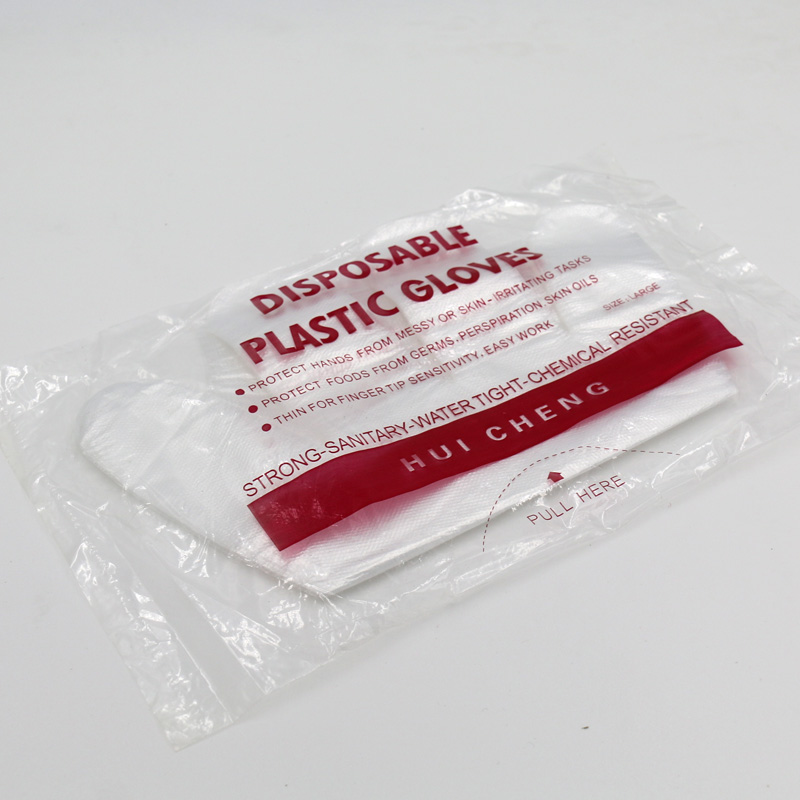 DISPOSABLE
PLASTIC GLOVES
• PROTECT HANDS FROM MESSY OR SKIN-IRRITATING TASKS
• PROTECT FOODS FROM GERMS, PERSPIRATION SKIN OILS
• THIN FOR FINGER TIP SENSITIVITY, EASY WORK
SIZE: LARGE
STRONG-SANITARY-WATER TIGHT-CHEMICAL RESISTANT
HUI CHENG
PULL HERE